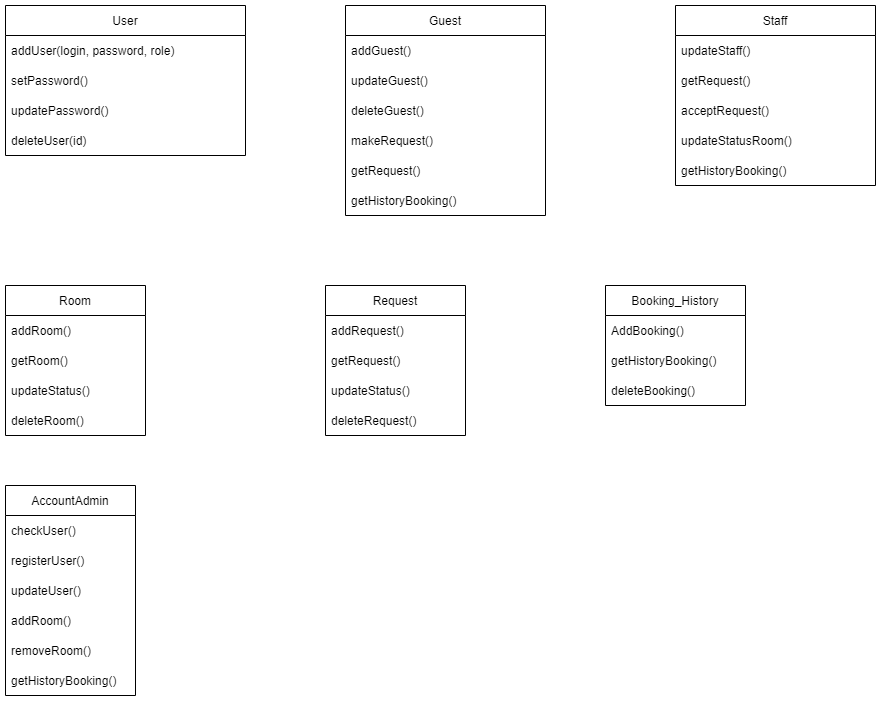 User
addUser(login, password, role)
setPassword()
updatePassword()
deleteUser(id)
Guest
addGuest()
updateGuest()
deleteGuest()
makeRequest()
getRequest()
getHistoryBooking()
Staff
updateStaff()
getRequest()
acceptRequest()
updateStatusRoom()
getHistoryBooking()
Room
addRoom()
getRoom()
updateStatus()
deleteRoom()
Request
addRequest()
getRequest()
updateStatus()
deleteRequest()
Booking_History
AddBooking()
getHistoryBooking()
deleteBooking()
AccountAdmin
checkUser()
registerUser()
updateUser()
addRoom()
removeRoom()
getHistoryBooking()